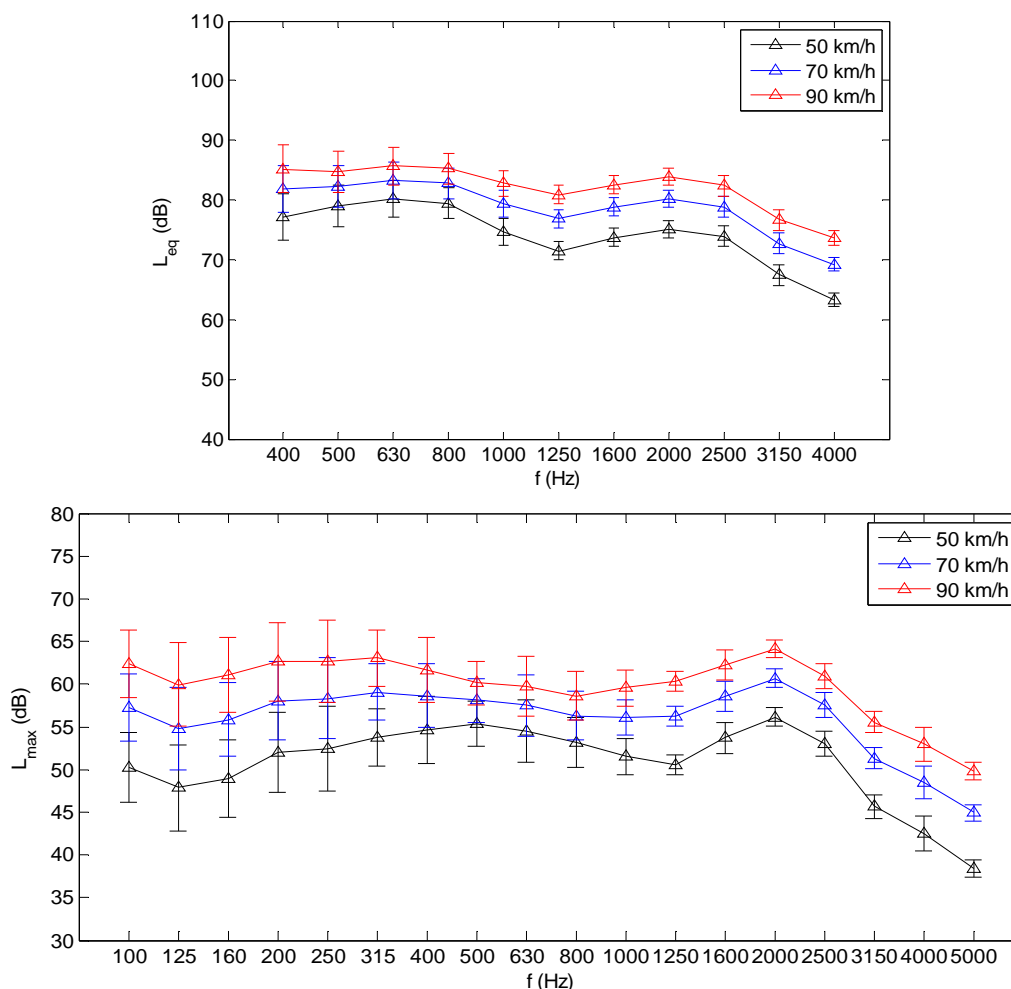 110
100
90
80
70
60
50
40
L_eq (dB)
50 km/h
70 km/h
90 km/h
400 500 630 800 1000 1250 1600 2000 2500 3150 4000
f (Hz)
80
75
70
65
60
55
50
45
40
35
30
L_max (dB)
50 km/h
70 km/h
90 km/h
100 125 160 200 250 315 400 500 630 800 1000 1250 1600 2000 2500 3150 4000 5000
f (Hz)